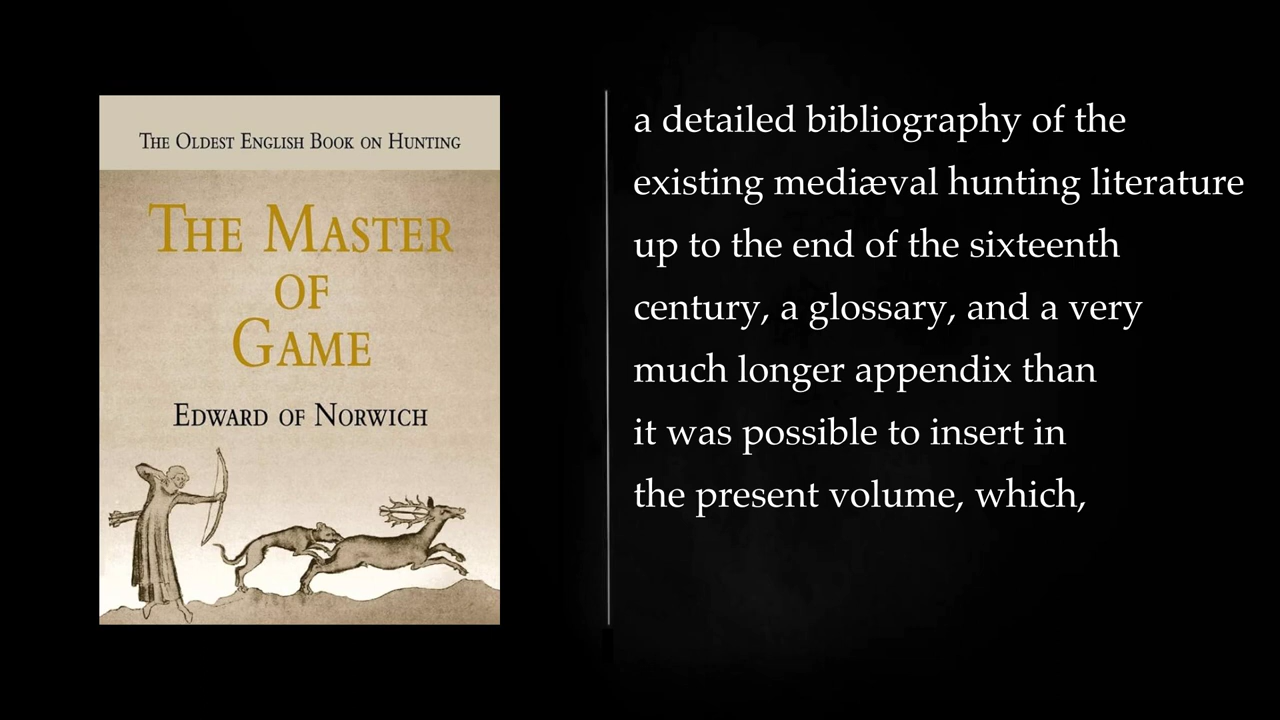 The Oldest English Book on Hunting
The Master
of
Game
Edward of Norwich
a detailed bibliography of the
existing mediæval hunting literature
up to the end of the sixteenth
century, a glossary, and a very
much longer appendix than
it was possible to insert in
the present volume, which,